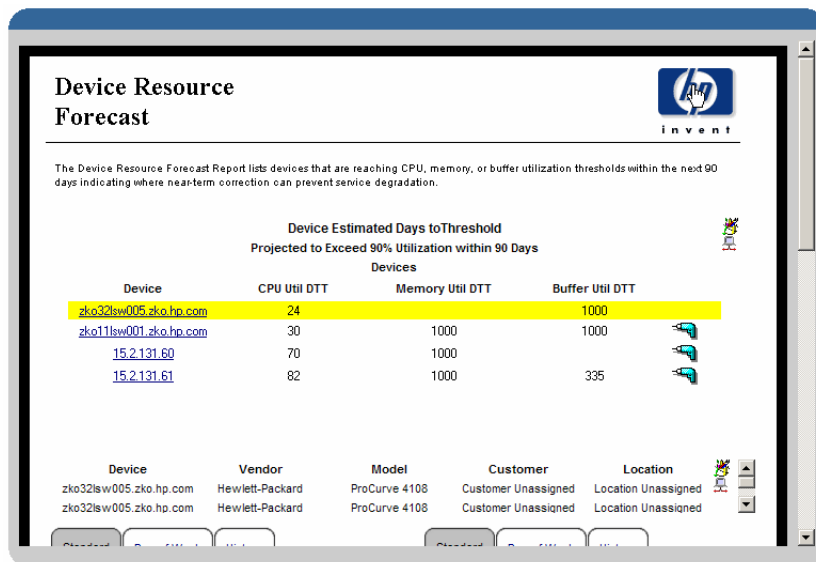 Device Resource
Forecast
invent
The Device Resource Forecast Report lists devices that are reaching CPU, memory, or buffer utilization thresholds within the next 90
days indicating where near-term correction can prevent service degradation.
Device Estimated Days toThreshold
Projected to Exceed 90% Utilization within 90 Days
Devices
Device CPU Util DTT Memory Util DTT Buffer Util DTT
zko32lsw005.zko.hp.com 24 1000
zko11lsw001.zko.hp.com 30 1000 1000
15.2.131.60 70 1000
15.2.131.61 82 1000 335
Device Vendor Model Customer Location
zko32lsw005.zko.hp.com Hewlett-Packard ProCurve 4108 Customer Unassigned Location Unassigned
zko32lsw005.zko.hp.com Hewlett-Packard ProCurve 4108 Customer Unassigned Location Unassigned